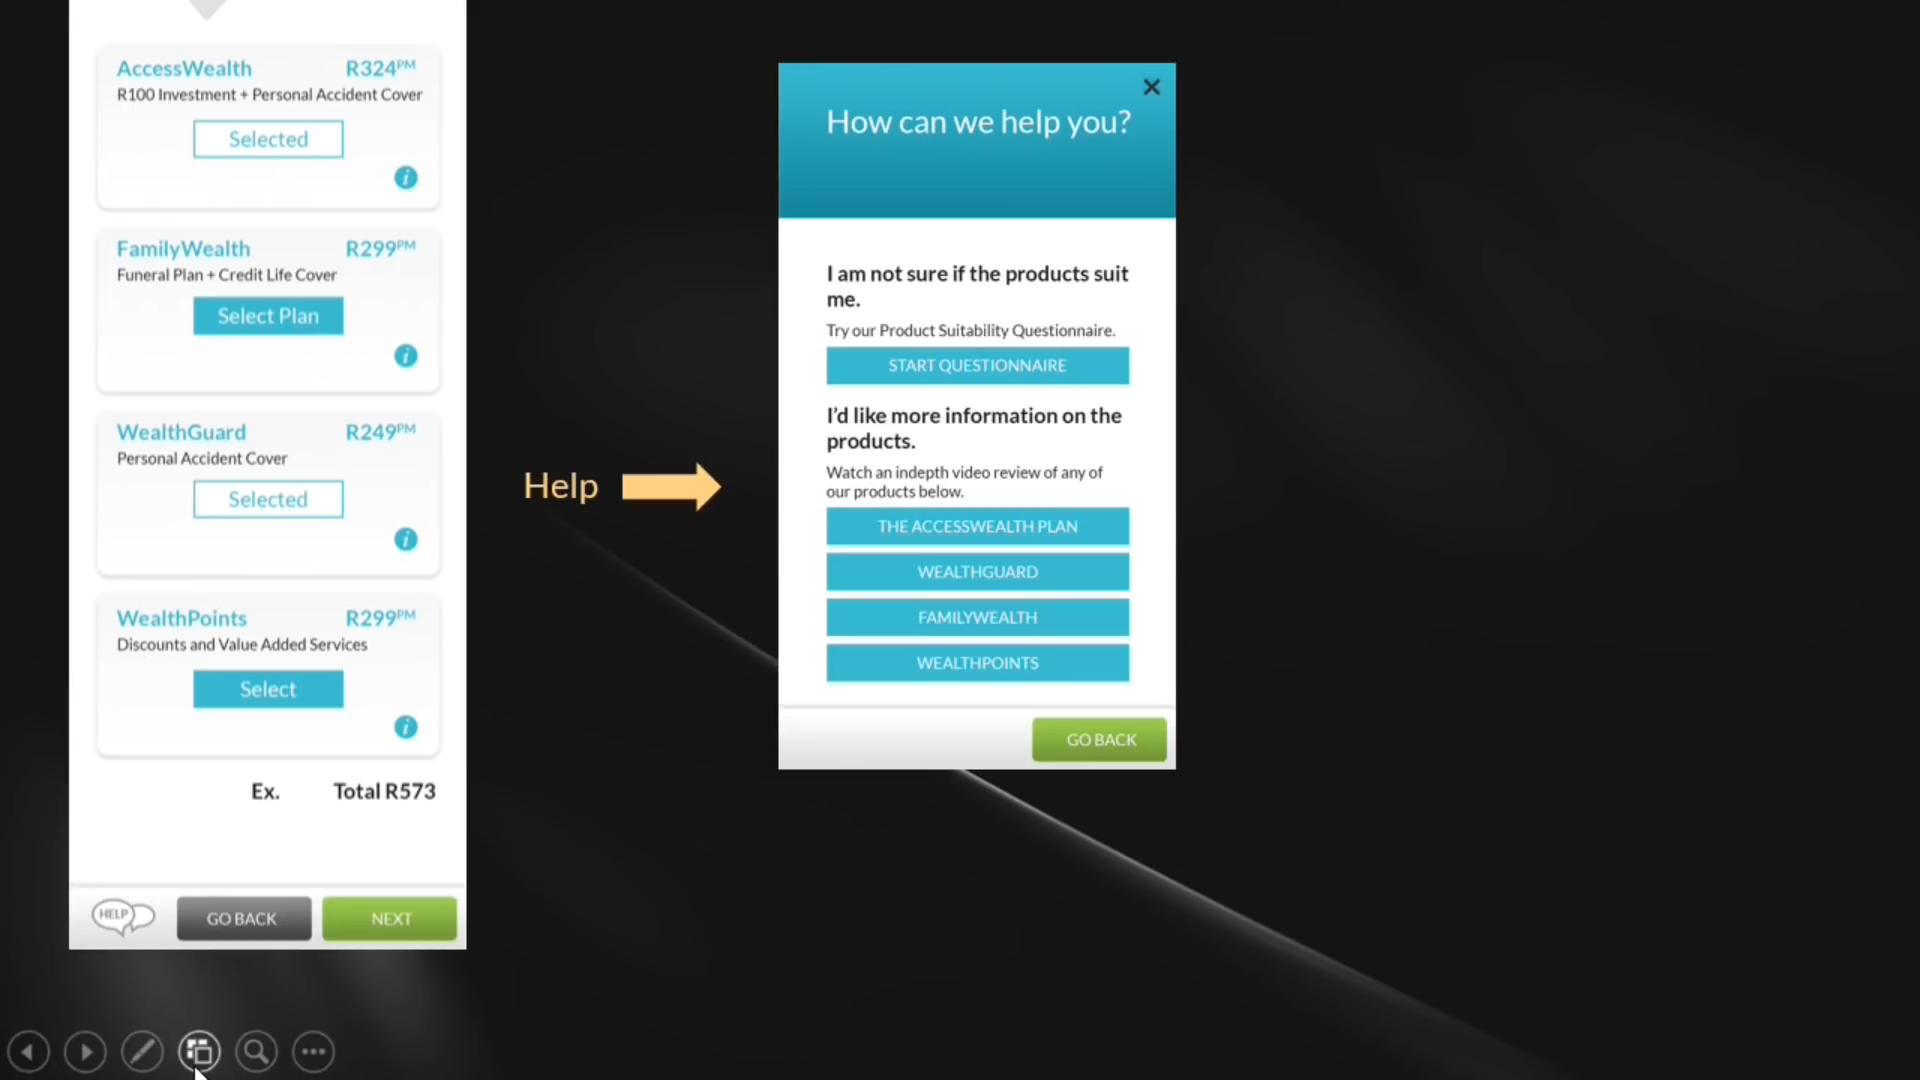 AccessWealth R324PM
R100 Investment + Personal Accident Cover
Selected
i
FamilyWealth R299PM
Funeral Plan + Credit Life Cover
Select Plan
i
WealthGuard R249PM
Personal Accident Cover
Selected
i
WealthPoints R299PM
Discounts and Value Added Services
Select
i
Ex. Total R573
HELP GO BACK NEXT
Help
How can we help you?
I am not sure if the products suit
me.
Try our Product Suitability Questionnaire.
START QUESTIONNAIRE
I'd like more information on the
products.
Watch an indepth video review of any of
our products below.
THE ACCESSWEALTH PLAN
WEALTHGUARD
FAMILYWEALTH
WEALTHPOINTS
GO BACK